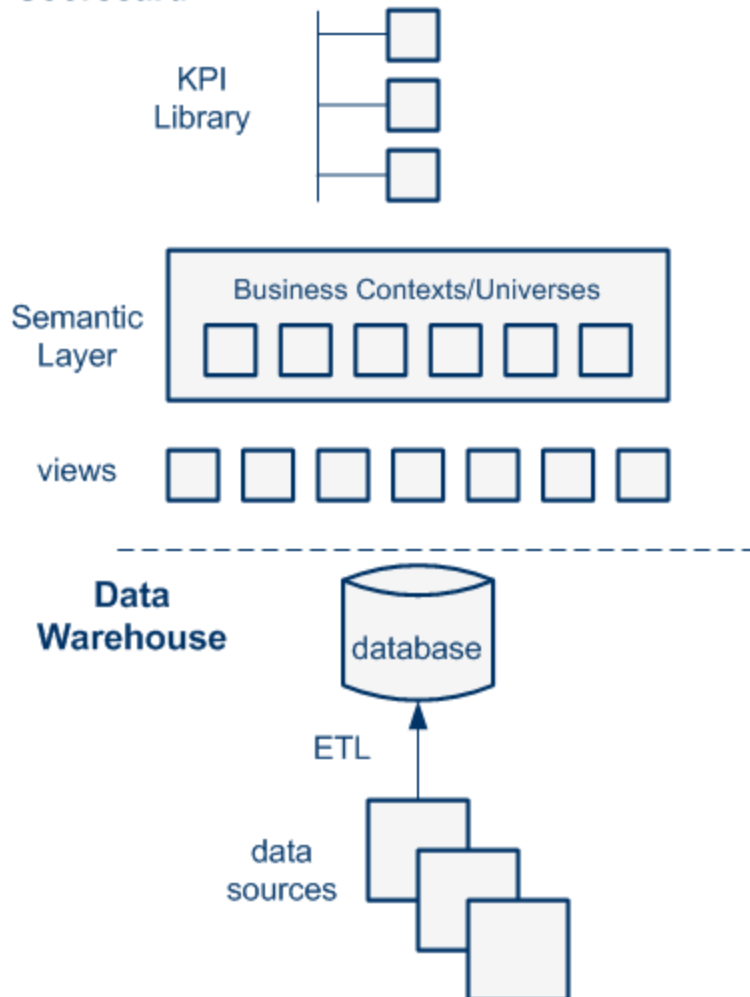 KPI
Library
Business Contexts/Universes
Semantic
Layer
views
Data
Warehouse
database
ETL
data
sources